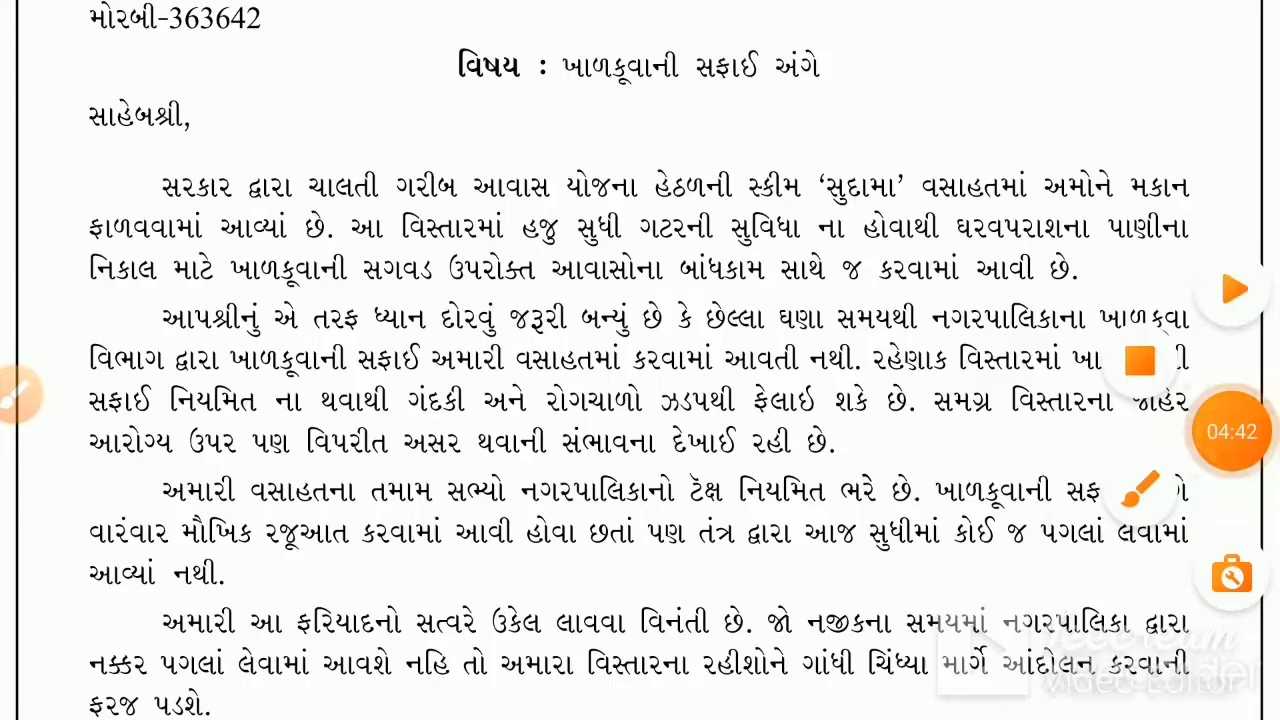 મોરબી-363642
વિષય : ખાળકૂવાની સફાઈ અંગે
સાહેબશ્રી,
સરકાર દ્વારા ચાલતી ગરીબ આવાસ યોજના હેઠળની સ્કીમ ‘સુદામા’ વસાહતમાં અમોને મકાન
ફાળવવામાં આવ્યાં છે. આ વિસ્તારમાં હજુ સુધી ગટરની સુવિધા ના હોવાથી ઘરવપરાશના પાણીના
નિકાલ માટે ખાળકૂવાની સગવડ ઉપરોક્ત આવાસોના બાંધકામ સાથે જ કરવામાં આવી છે.
આપશ્રીનું એ તરફ ધ્યાન દોરવું જરૂરી બન્યું છે કે છેલ્લા ઘણા સમયથી નગરપાલિકાના ખાળકૂવા
વિભાગ દ્વારા ખાળકૂવાની સફાઈ અમારી વસાહતમાં કરવામાં આવતી નથી. રહેણાક વિસ્તારમાં
સફાઈ નિયમિત ના થવાથી ગંદકી અને રોગચાળો ઝડપથી ફેલાઇ શકે છે. સમગ્ર વિસ્તારના જાહેર
આરોગ્ય ઉપર પણ વિપરીત અસર થવાની સંભાવના દેખાઈ રહી છે.
અમારી વસાહતના તમામ સભ્યો નગરપાલિકાનો ટૅક્ષ નિયમિત ભરે છે. ખાળકૂવાની
વારંવાર મૌખિક રજૂઆત કરવામાં આવી હોવા છતાં પણ તંત્ર દ્વારા આજ સુધીમાં કોઈ જ પગલાં લવામાં
આવ્યાં નથી.
અમારી આ ફરિયાદનો સત્વરે ઉકેલ લાવવા વિનંતી છે. જો નજીકના સમયમાં નગરપાલિકા દ્વારા
નક્કર પગલાં લેવામાં આવશે નહિ તો અમારા વિસ્તારના રહીશોને ગાંધી ચિંધ્યા માર્ગે આંદોલન કરવાની
ફરજ પડશે.
04:42
Video Editor